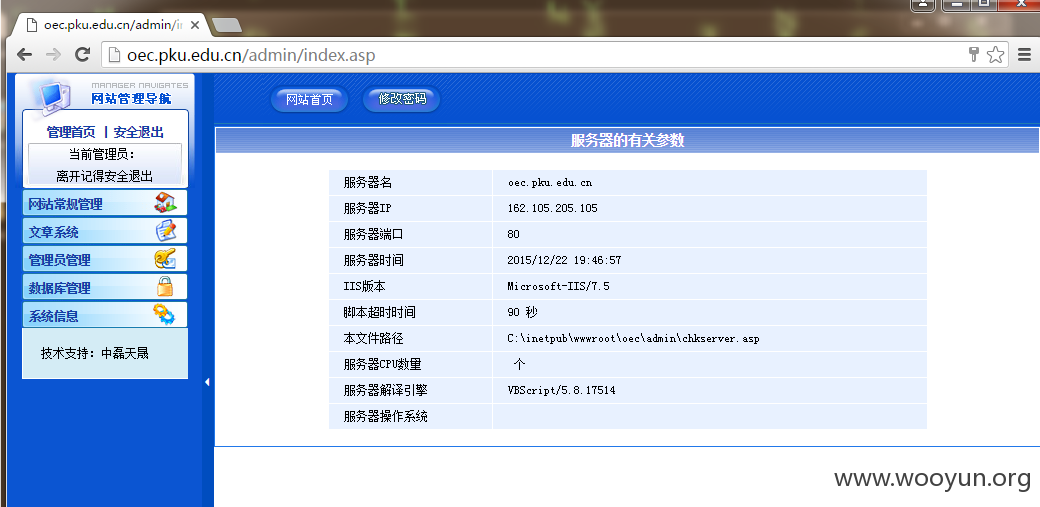 oec.pku.edu.cn/admin/i
oec.pku.edu.cn/admin/index.asp
MANAGER NAVIGATES
网站管理导航
管理首页 | 安全退出
当前管理员:
离开记得安全退出
网站常规管理
文章系统
管理员管理
数据库管理
系统信息
技术支持：中磊天晟
网站首页 修改密码
服务器的有关参数
服务器名 oec.pku.edu.cn
服务器IP 162.105.205.105
服务器端口 80
服务器时间 2015/12/22 19:46:57
IIS版本 Microsoft-IIS/7.5
脚本超时时间 90 秒
本文件路径 C:\inetpub\wwwroot\oec\admin\chkserver.asp
服务器CPU数量 个
服务器解译引擎 VBScript/5.8.17514
服务器操作系统
www.wooyun.org